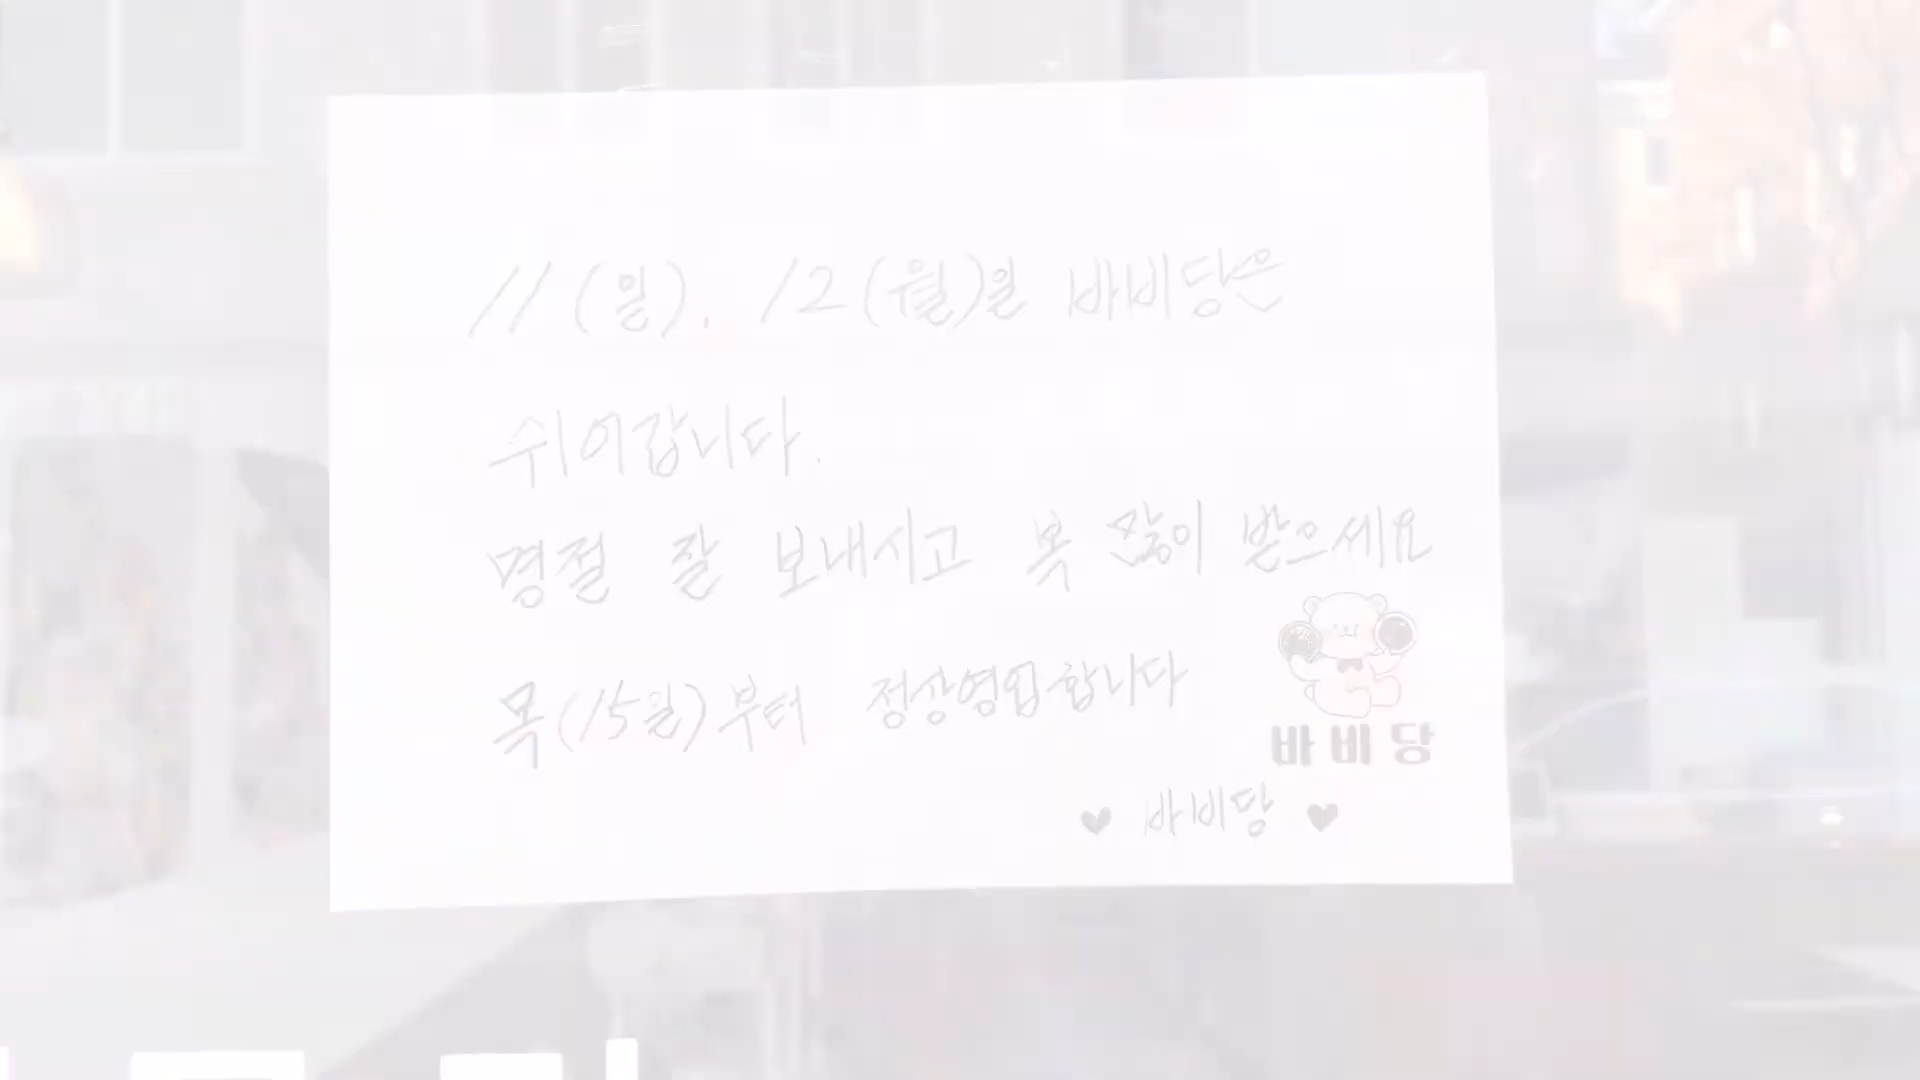 11(일). 12(월)일 바비당은
쉬어갑니다.
명절 잘 보내시고 복 많이 받으세요
목(15일)부터 정상영업합니다
바비당
♥ 바비당 ♥